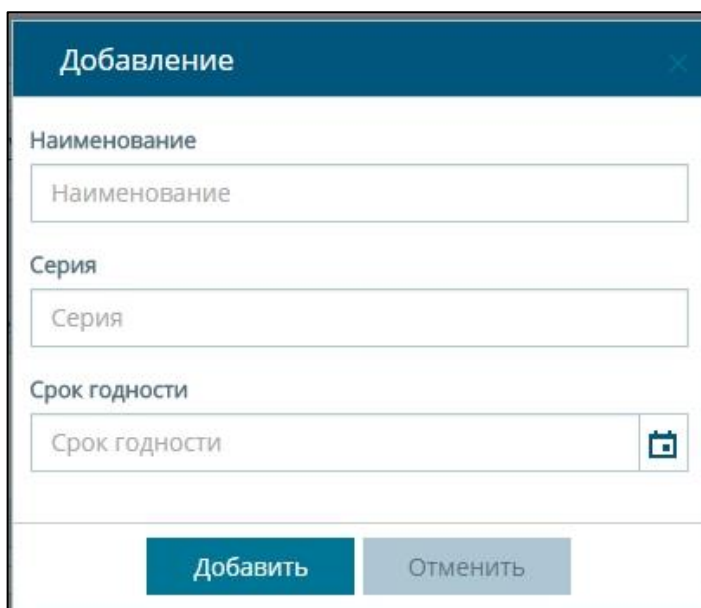 Добавление
Наименование
Наименование
Серия
Серия
Срок годности
Срок годности
Добавить Отменить